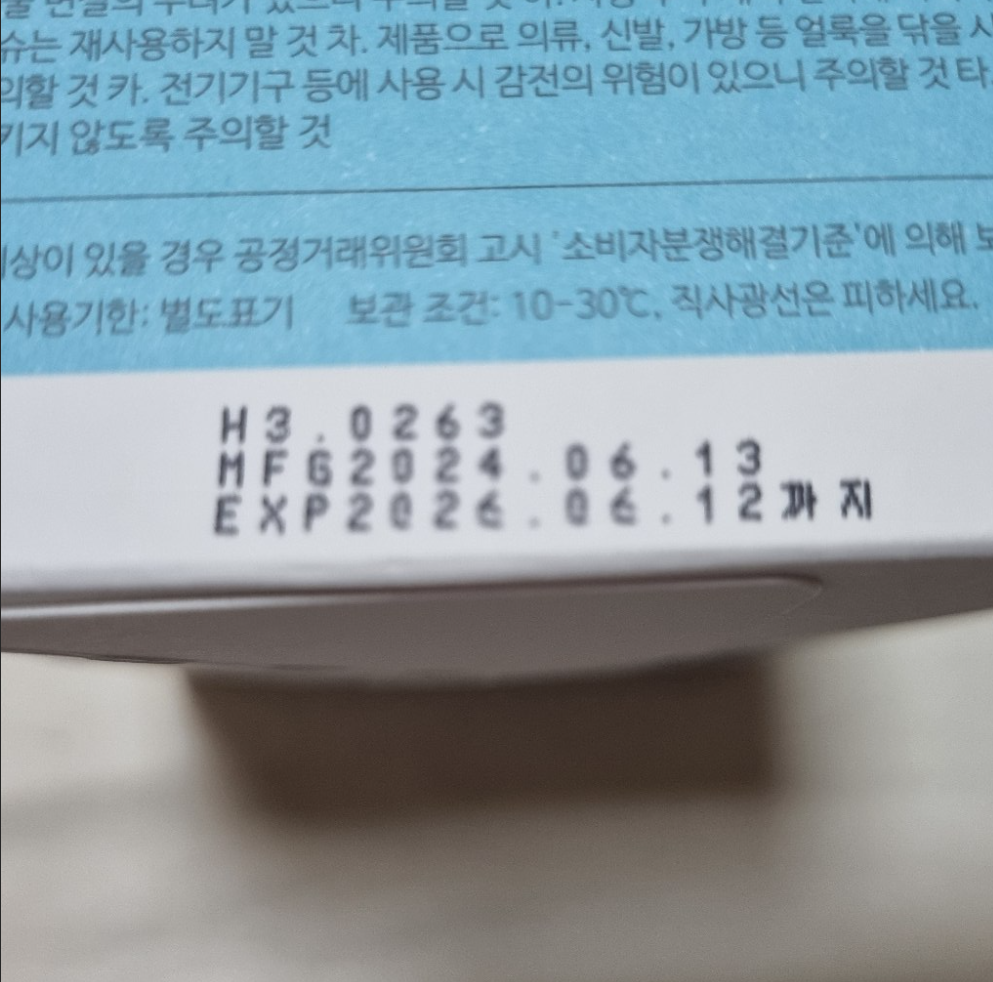 슈는 재사용하지 말 것 차. 제품으로 의류, 신발, 가방 등 얼룩을 닦을 시
의할 것 카. 전기기구 등에 사용 시 감전의 위험이 있으니 주의할 것 타.
키지 않도록 주의할 것
이상이 있을 경우 공정거래위원회 고시 '소비자분쟁해결기준'에 의해 보
사용기한: 별도표기 보관 조건: 10-30℃, 직사광선은 피하세요.
H3.0263
MFG2024.06.13
EXP2026.06.12까지